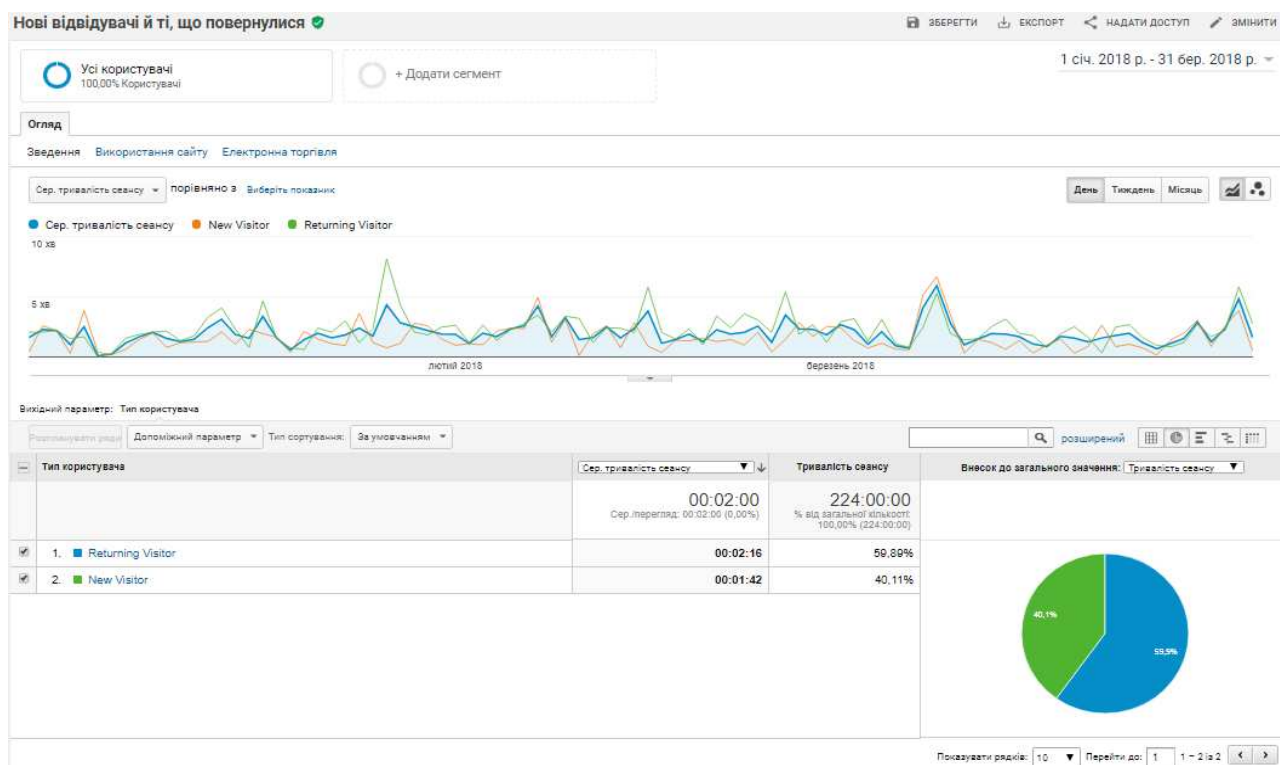 Нові відвідувачі й ті, що повернулися
ЗБЕРЕГТИ ЕКСПОРТ НАДАТИ ДОСТУП ЗМІНИТИ
1 січ. 2018 р. - 31 бер. 2018 р.
Усі користувачі
100,00% Користувачі
+ Додати сегмент
Огляд
Зведення Використання сайту Електронна торгівля
Сер. тривалість сеансу порівняно з Виберіть показник
День Тиждень Місяць
Сер. тривалість сеансу New Visitor Returning Visitor
10 хв
5 хв
лютий 2018 березень 2018
Вихідний параметр: Тип користувача
Допоміжний параметр Тип сортування: За умовчанням
розширений
Тип користувача Сер. тривалість сеансу Тривалість сеансу Внесок до загального значення: Тривалість сеансу
00:02:00 224:00:00
Сер./перегляд: 00:02:00 (0,00%) % від загальної кількості: 100,00% (224:00:00)
1. Returning Visitor 00:02:16 59,89%
2. New Visitor 00:01:42 40,11%
40,1%
59,9%
Показувати рядків: 10 Перейти до: 1 1 – 2 із 2